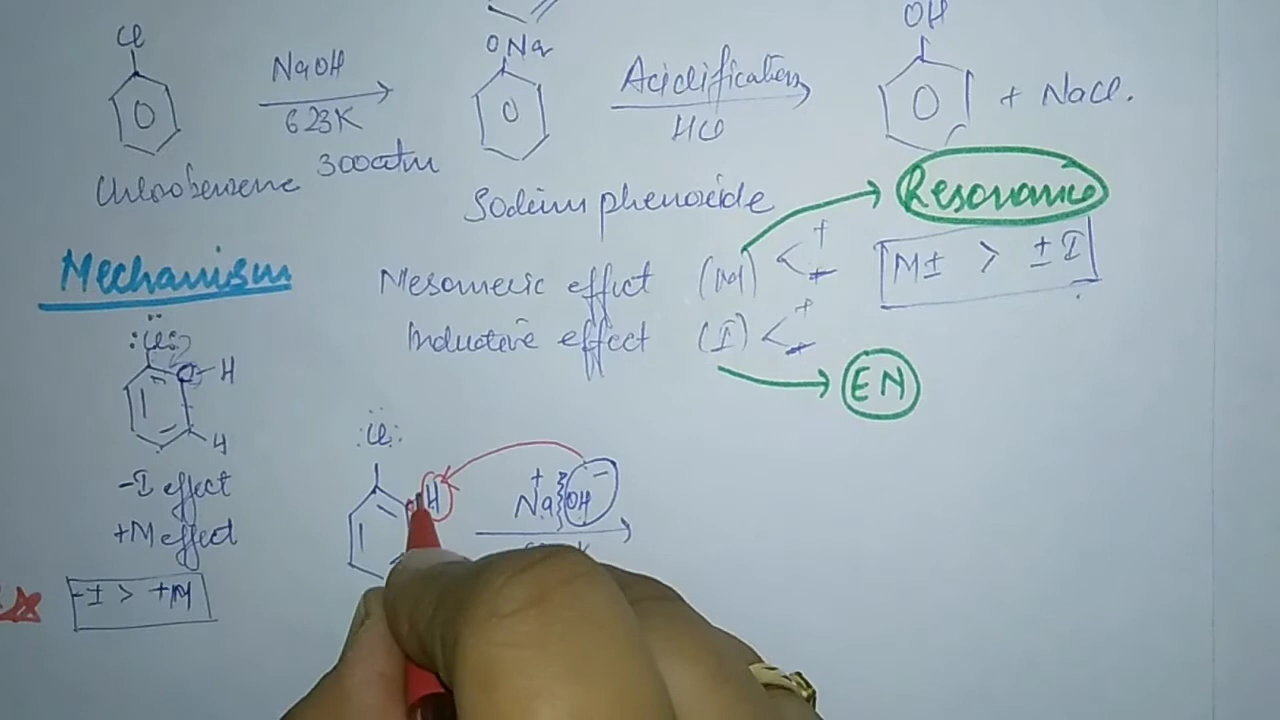 Cl
NaOH
623K
300atm
Chlorobenzene
ONa
Sodium phenoxide
Acidification
HCl
OH
+ NaCl.
Mechanism
Mesomeric effect (M) < + -
Resonance
M± > ±I
Inductive effect (I) < + -
EN
:Cl:
H
H
-I effect
+M effect
-I > +M
:Cl:
H
+
Na OH -